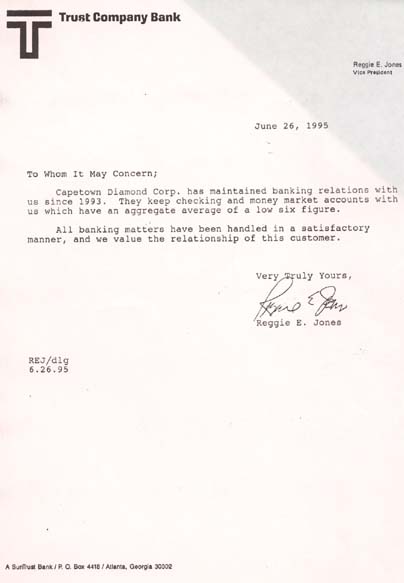 Trust Company Bank
Reggie E. Jones
Vice President
June 26, 1995
To Whom It May Concern;
Capetown Diamond Corp. has maintained banking relations with
us since 1993. They keep checking and money market accounts with
us which have an aggregate average of a low six figure.
All banking matters have been handled in a satisfactory
manner, and we value the relationship of this customer.
Very Truly Yours,
Reggie E. Jones
Reggie E. Jones
REJ/dlg
6.26.95
A SunTrust Bank / P. O. Box 4418 / Atlanta, Georgia 30302